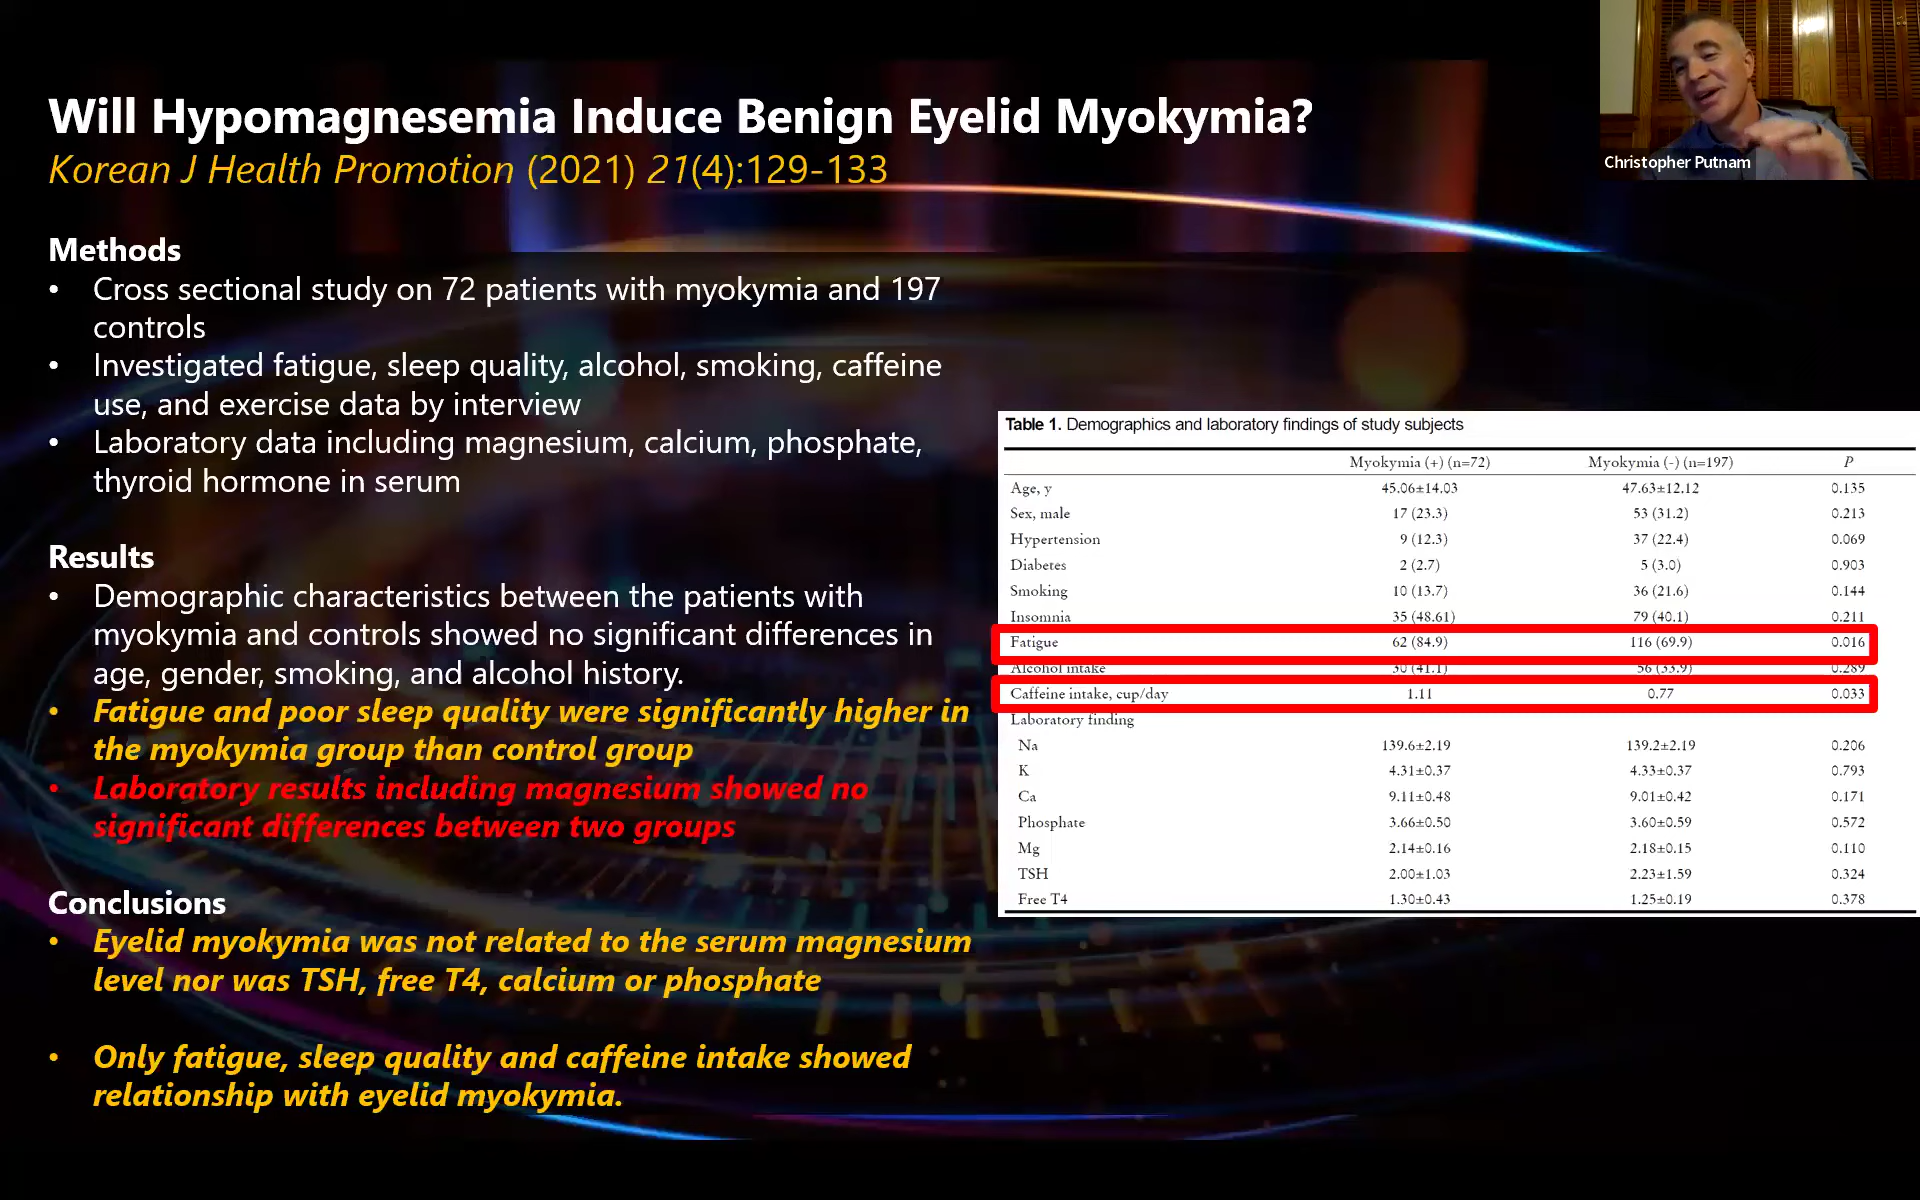 Will Hypomagnesemia Induce Benign Eyelid Myokymia?
Korean J Health Promotion (2021) 21(4):129-133
Christopher Putnam
Methods
• Cross sectional study on 72 patients with myokymia and 197
controls
• Investigated fatigue, sleep quality, alcohol, smoking, caffeine
use, and exercise data by interview
• Laboratory data including magnesium, calcium, phosphate,
thyroid hormone in serum
Results
• Demographic characteristics between the patients with
myokymia and controls showed no significant differences in
age, gender, smoking, and alcohol history.
• Fatigue and poor sleep quality were significantly higher in
the myokymia group than control group
• Laboratory results including magnesium showed no
significant differences between two groups
Conclusions
• Eyelid myokymia was not related to the serum magnesium
level nor was TSH, free T4, calcium or phosphate
• Only fatigue, sleep quality and caffeine intake showed
relationship with eyelid myokymia.
Table 1. Demographics and laboratory findings of study subjects
Myokymia (+) (n=72) Myokymia (-) (n=197) P
Age, y 45.06±14.03 47.63±12.12 0.135
Sex, male 17 (23.3) 53 (31.2) 0.213
Hypertension 9 (12.3) 37 (22.4) 0.069
Diabetes 2 (2.7) 5 (3.0) 0.903
Smoking 10 (13.7) 36 (21.6) 0.144
Insomnia 35 (48.61) 79 (40.1) 0.211
Fatigue 62 (84.9) 116 (69.9) 0.016
Alcohol intake 30 (41.1) 56 (33.9) 0.289
Caffeine intake, cup/day 1.11 0.77 0.033
Laboratory finding
Na 139.6±2.19 139.2±2.19 0.206
K 4.31±0.37 4.33±0.37 0.793
Ca 9.11±0.48 9.01±0.42 0.171
Phosphate 3.66±0.50 3.60±0.59 0.572
Mg 2.14±0.16 2.18±0.15 0.110
TSH 2.00±1.03 2.23±1.59 0.324
Free T4 1.30±0.43 1.25±0.19 0.378